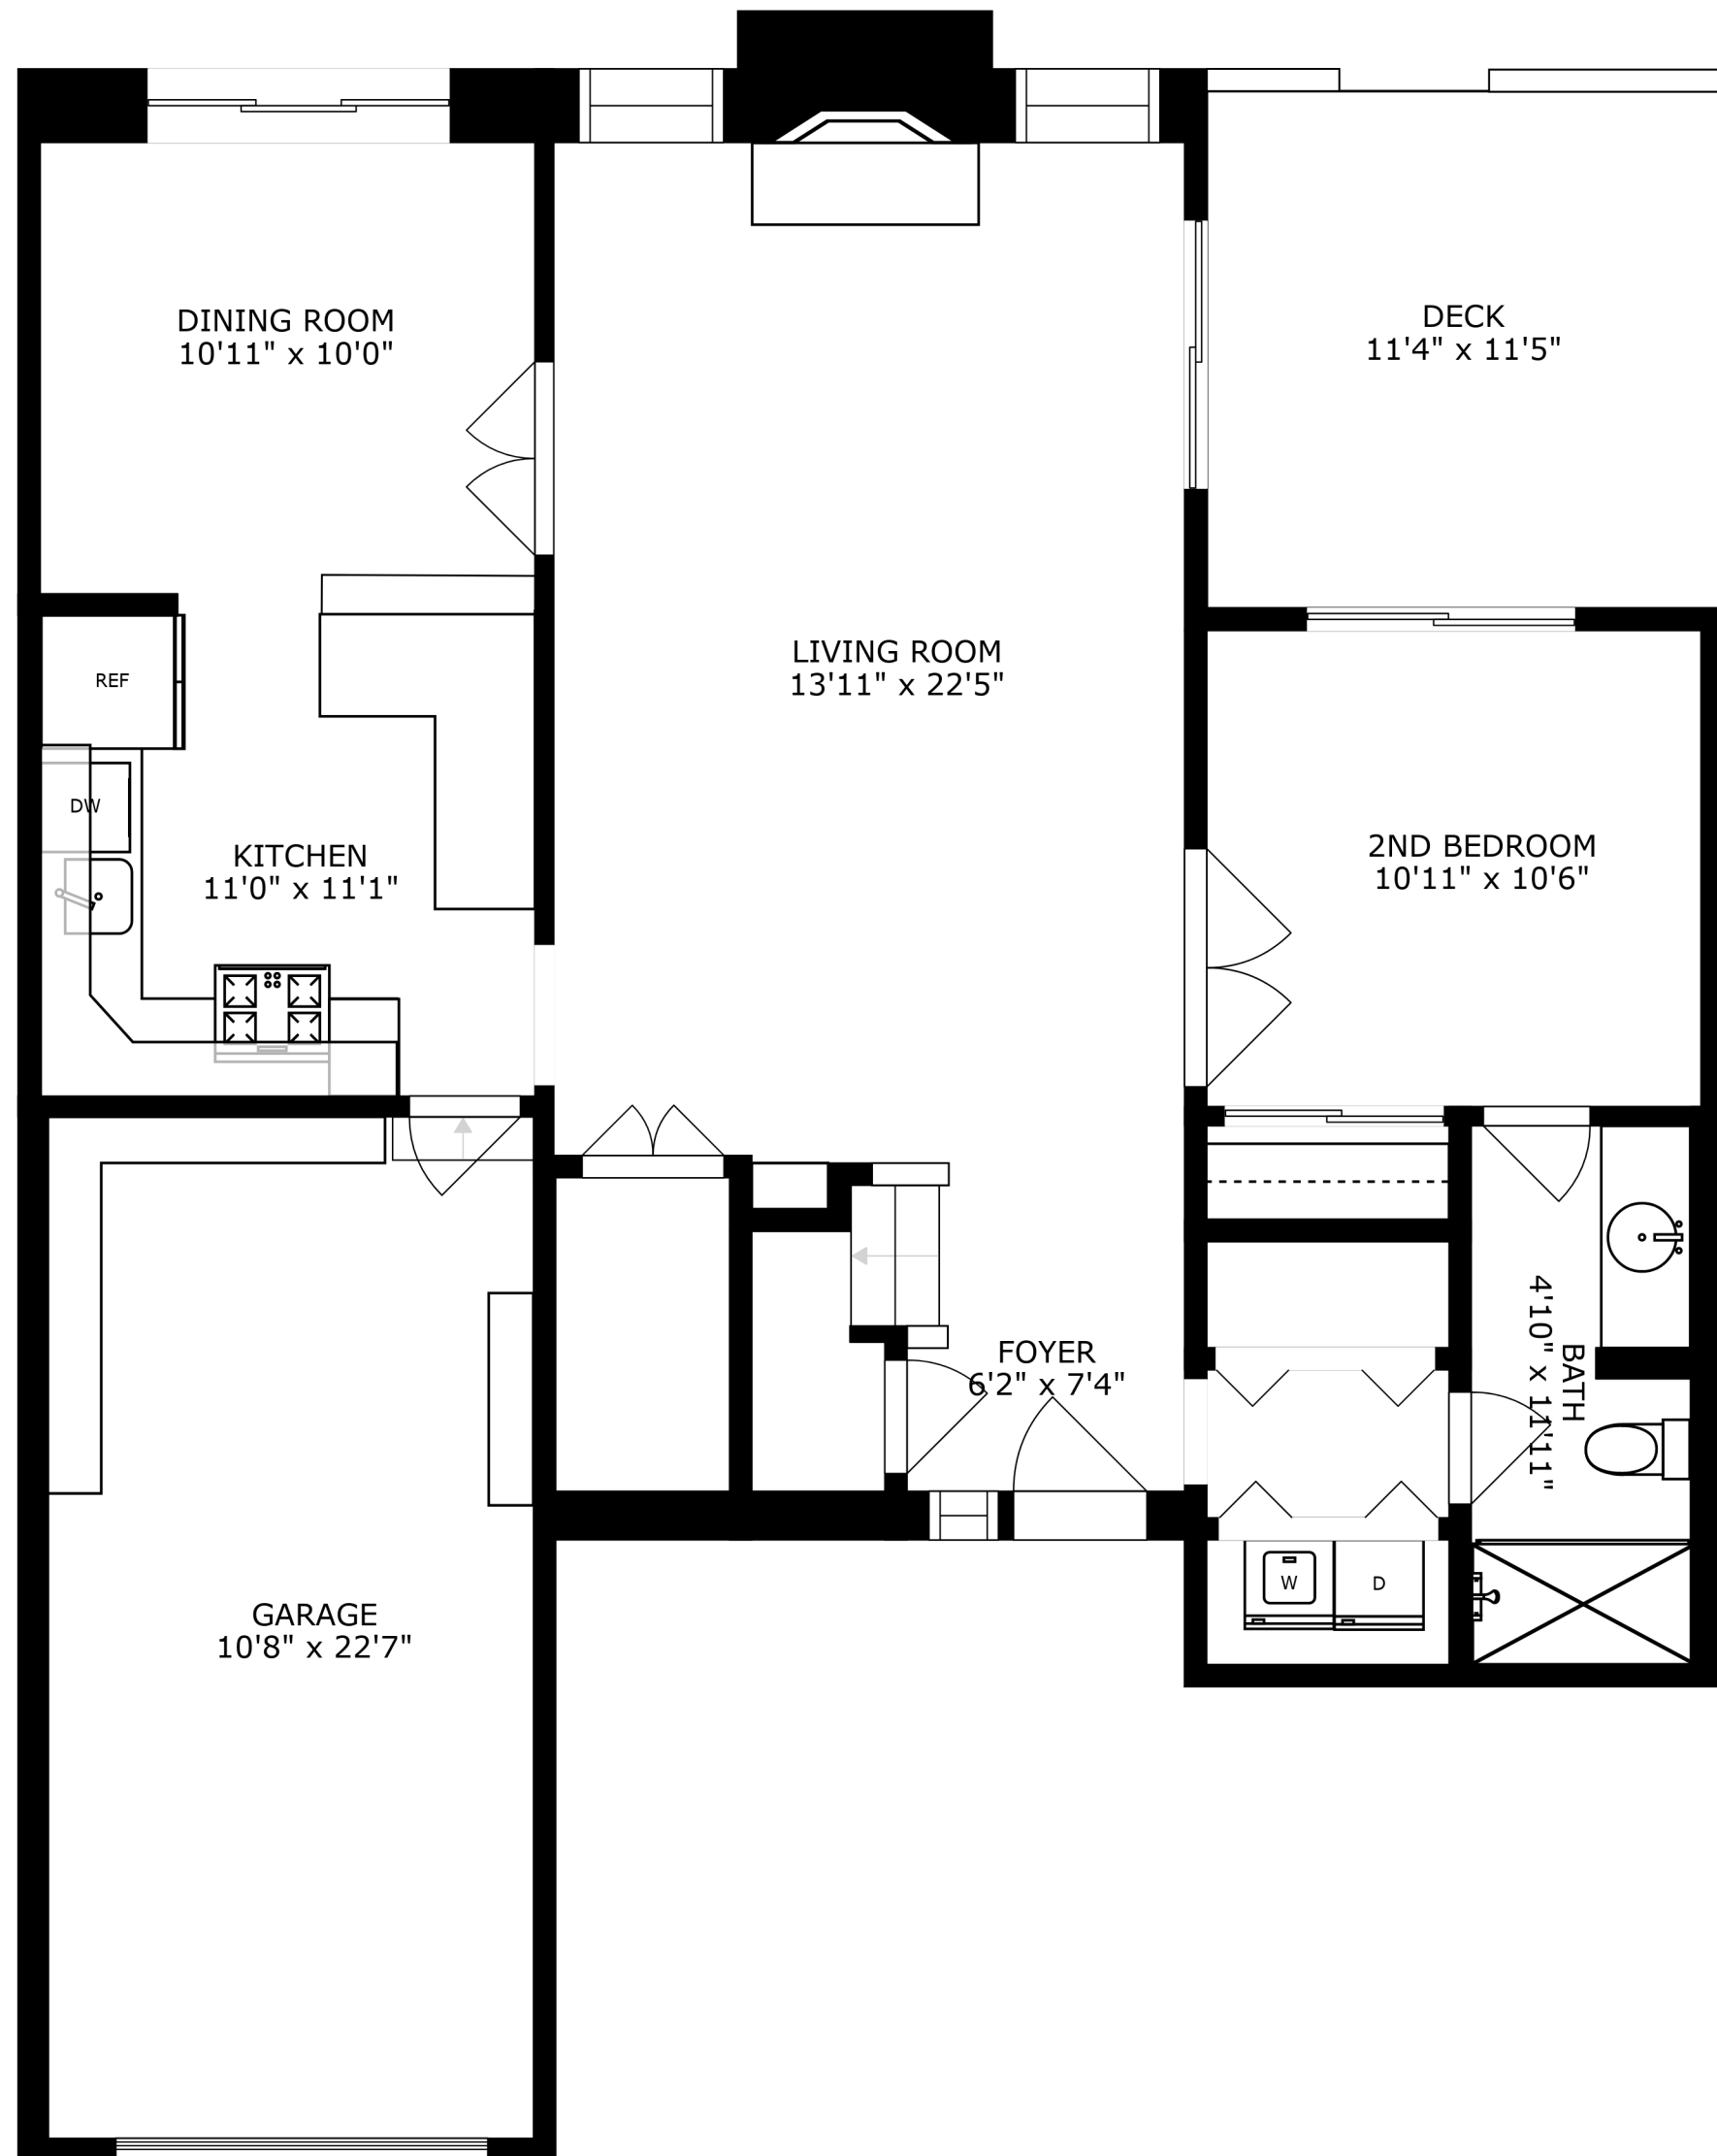 DINING ROOM
10'11" x 10'0"
DECK
11'4" x 11'5"
LIVING ROOM
13'11" x 22'5"
REF
DW
KITCHEN
11'0" x 11'1"
2ND BEDROOM
10'11" x 10'6"
FOYER
6'2" x 7'4"
BATH
4'10" x 11'11"
W
D
GARAGE
10'8" x 22'7"